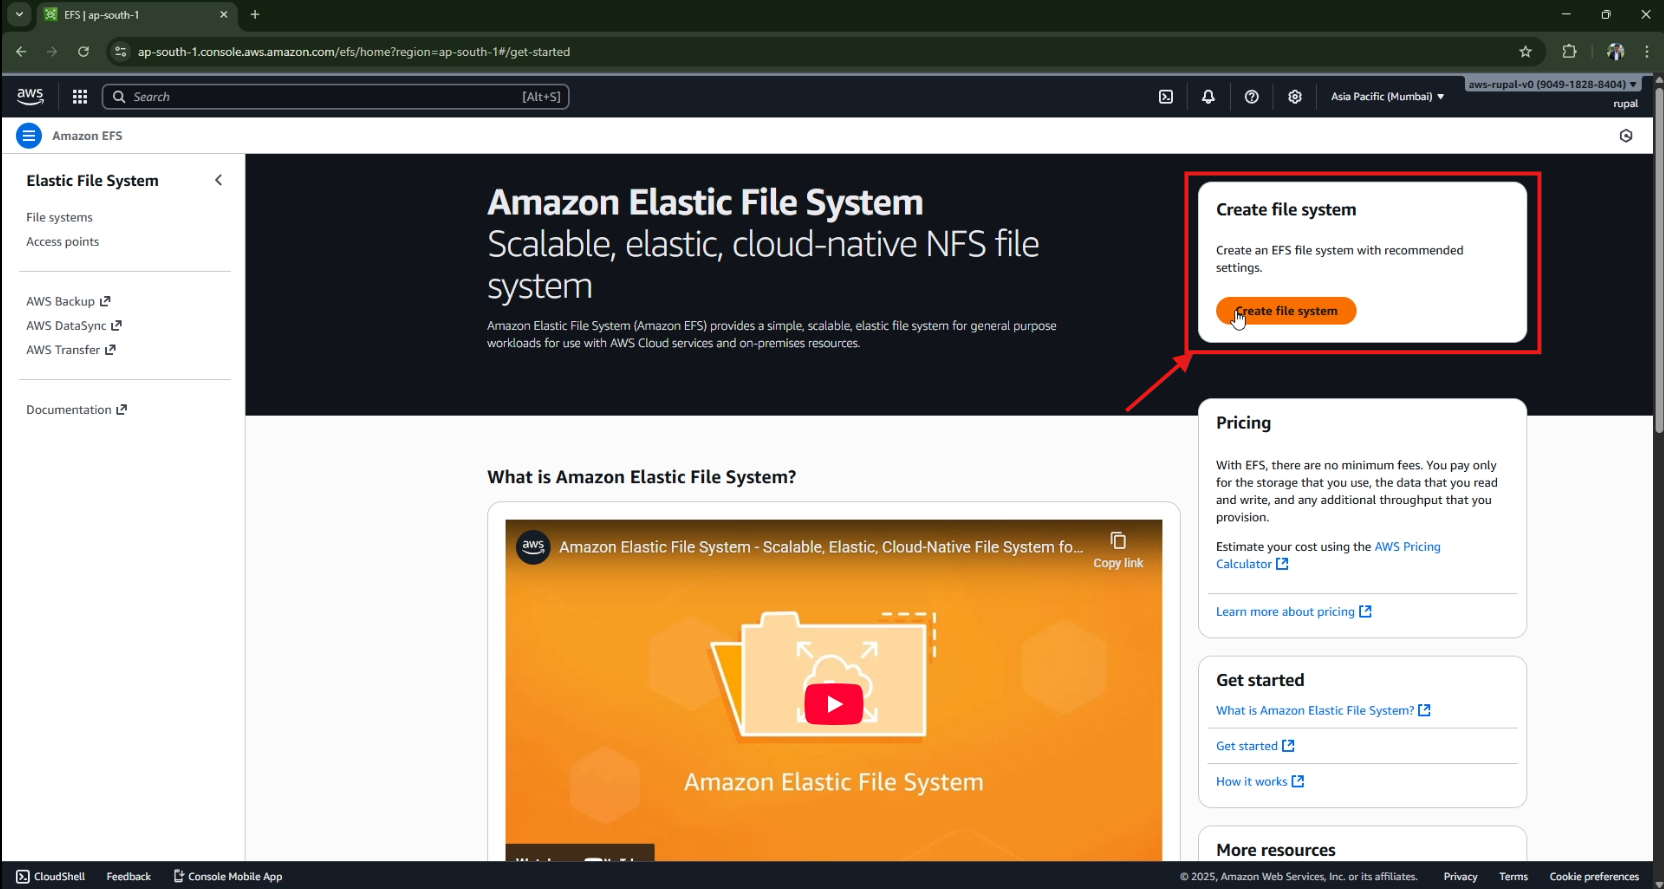 EFS | ap-south-1
ap-south-1.console.aws.amazon.com/efs/home?region=ap-south-1#/get-started
aws
Search
[Alt+S]
Asia Pacific (Mumbai)
aws-rupal-v0 (9049-1828-8404)
rupal
Amazon EFS
Elastic File System
File systems
Access points
AWS Backup
AWS DataSync
AWS Transfer
Documentation
Amazon Elastic File System
Scalable, elastic, cloud-native NFS file
system
Amazon Elastic File System (Amazon EFS) provides a simple, scalable, elastic file system for general purpose
workloads for use with AWS Cloud services and on-premises resources.
Create file system
Create an EFS file system with recommended
settings.
Create file system
Pricing
With EFS, there are no minimum fees. You pay only
for the storage that you use, the data that you read
and write, and any additional throughput that you
provision.
Estimate your cost using the AWS Pricing
Calculator
Learn more about pricing
What is Amazon Elastic File System?
aws
Amazon Elastic File System - Scalable, Elastic, Cloud-Native File System fo...
Copy link
Amazon Elastic File System
Get started
What is Amazon Elastic File System?
Get started
How it works
More resources
CloudShell
Feedback
Console Mobile App
© 2025, Amazon Web Services, Inc. or its affiliates.
Privacy
Terms
Cookie preferences